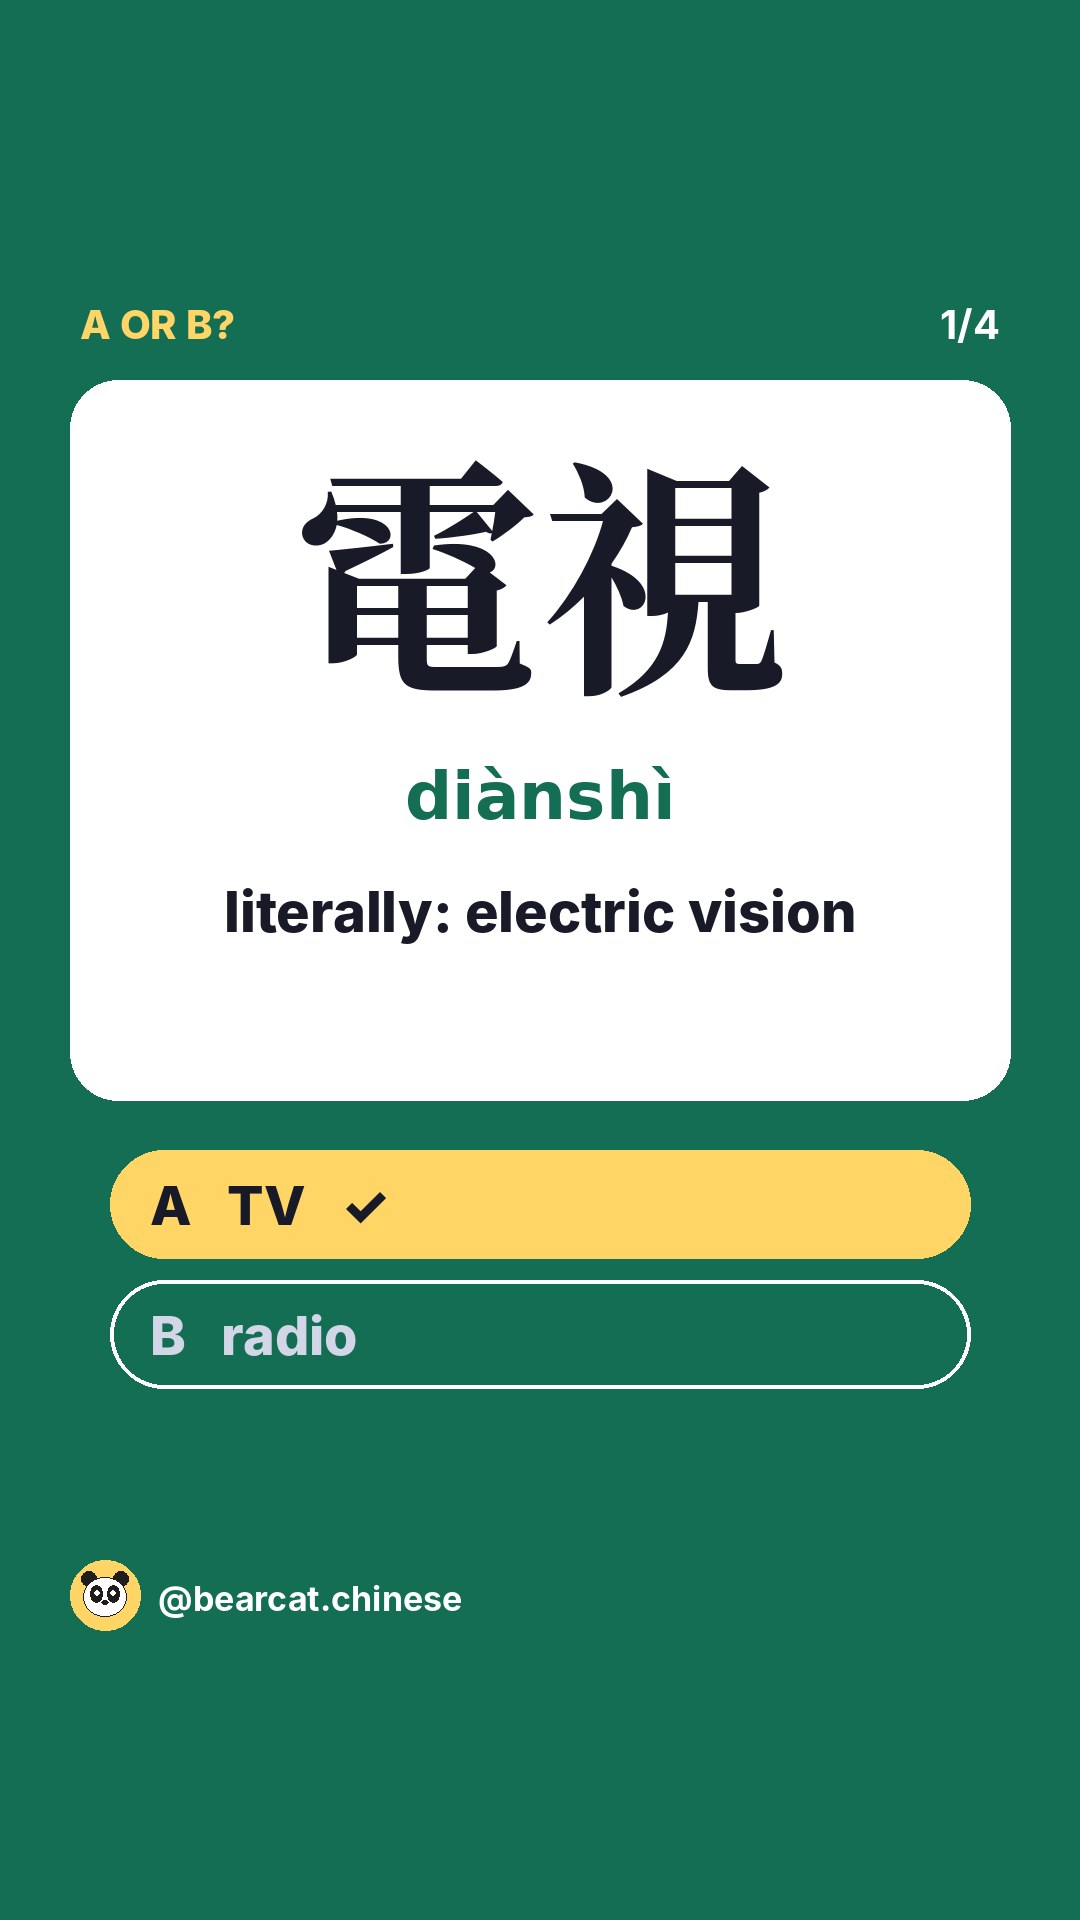 A OR B?
1/4
電視
diànshì
literally: electric vision
A TV ✓
B radio
@bearcat.chinese